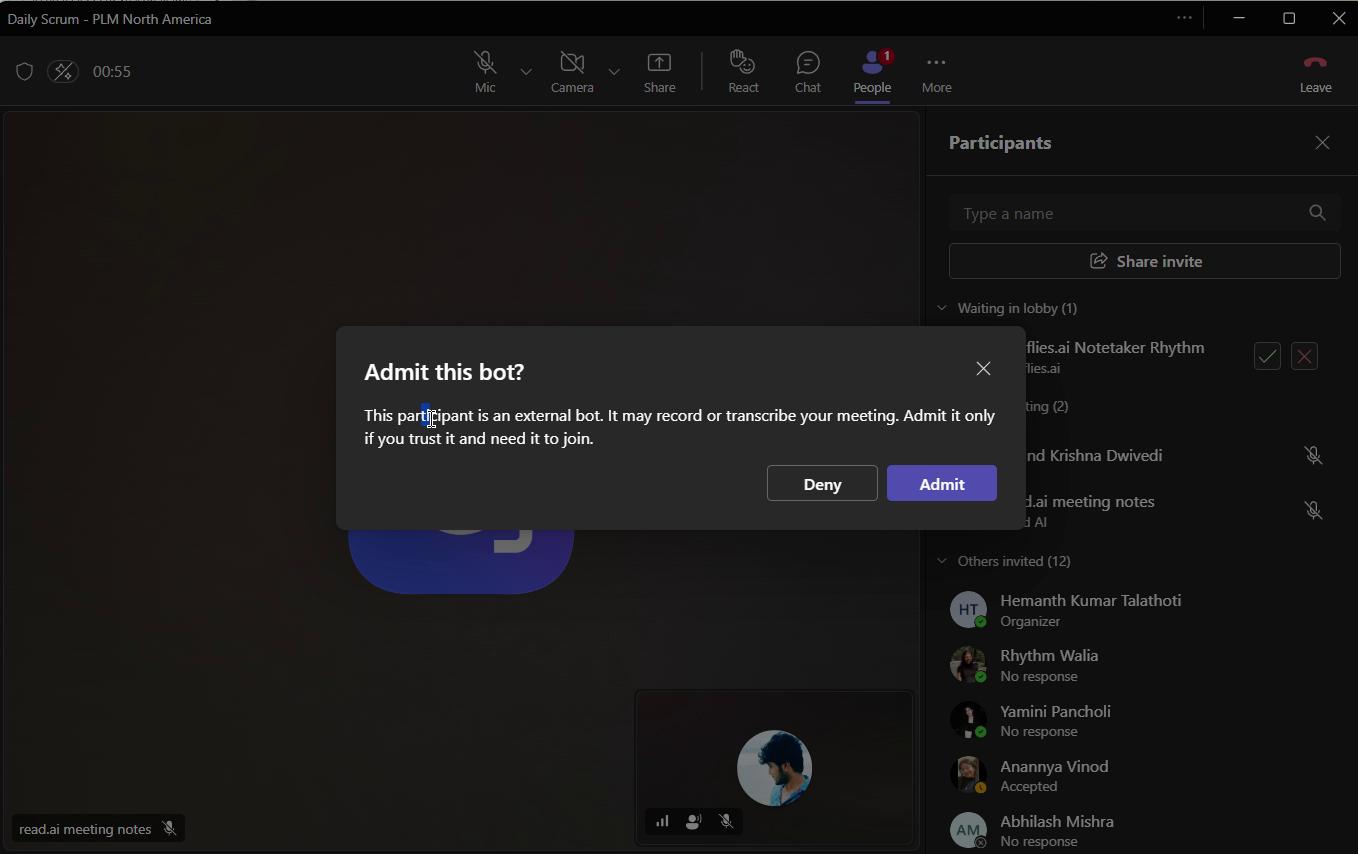 Daily Scrum - PLM North America
00:55
Mic
Camera
Share
React
Chat
1
People
More
Leave
Participants
Type a name
Share invite
Waiting in lobby (1)
flies.ai Notetaker Rhythm
flies.ai
Admit this bot?
This participant is an external bot. It may record or transcribe your meeting. Admit it only
if you trust it and need it to join.
Deny
Admit
ting (2)
nd Krishna Dwivedi
d.ai meeting notes
d AI
Others invited (12)
HT
Hemanth Kumar Talathoti
Organizer
Rhythm Walia
No response
Yamini Pancholi
No response
Anannya Vinod
Accepted
AM
Abhilash Mishra
No response
read.ai meeting notes